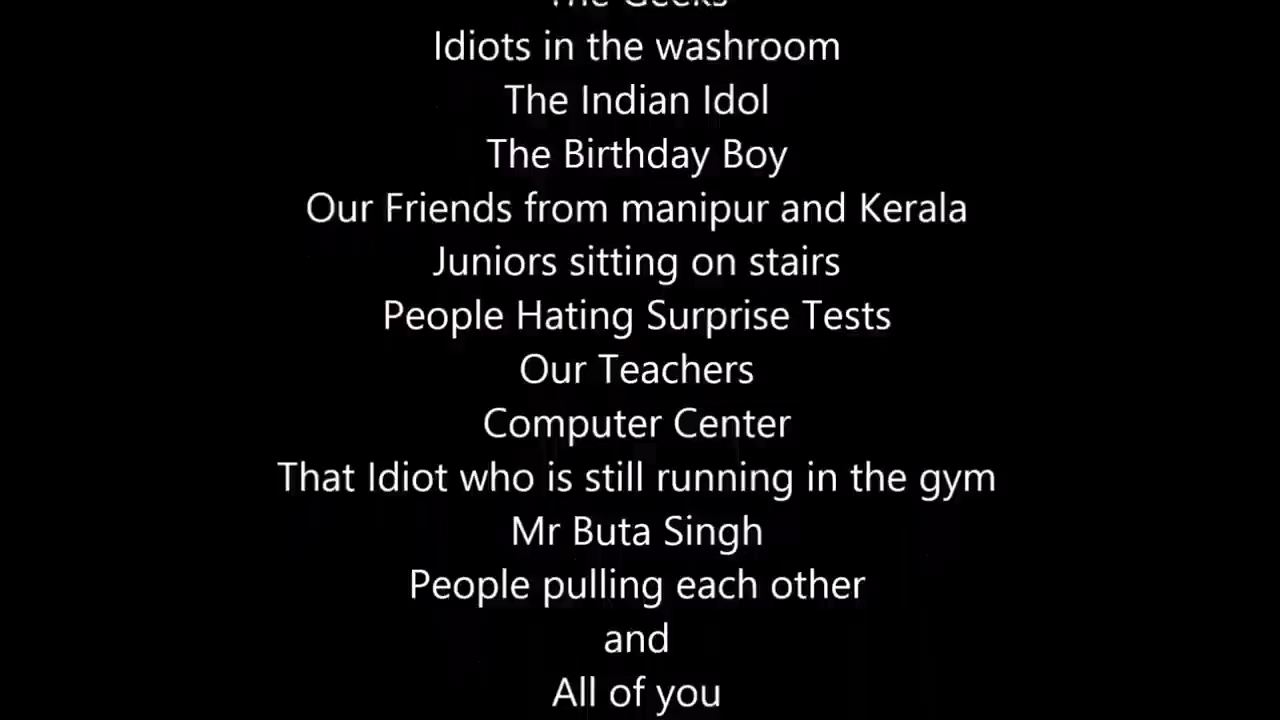 The Geeks
Idiots in the washroom
The Indian Idol
The Birthday Boy
Our Friends from manipur and Kerala
Juniors sitting on stairs
People Hating Surprise Tests
Our Teachers
Computer Center
That Idiot who is still running in the gym
Mr Buta Singh
People pulling each other
and
All of you